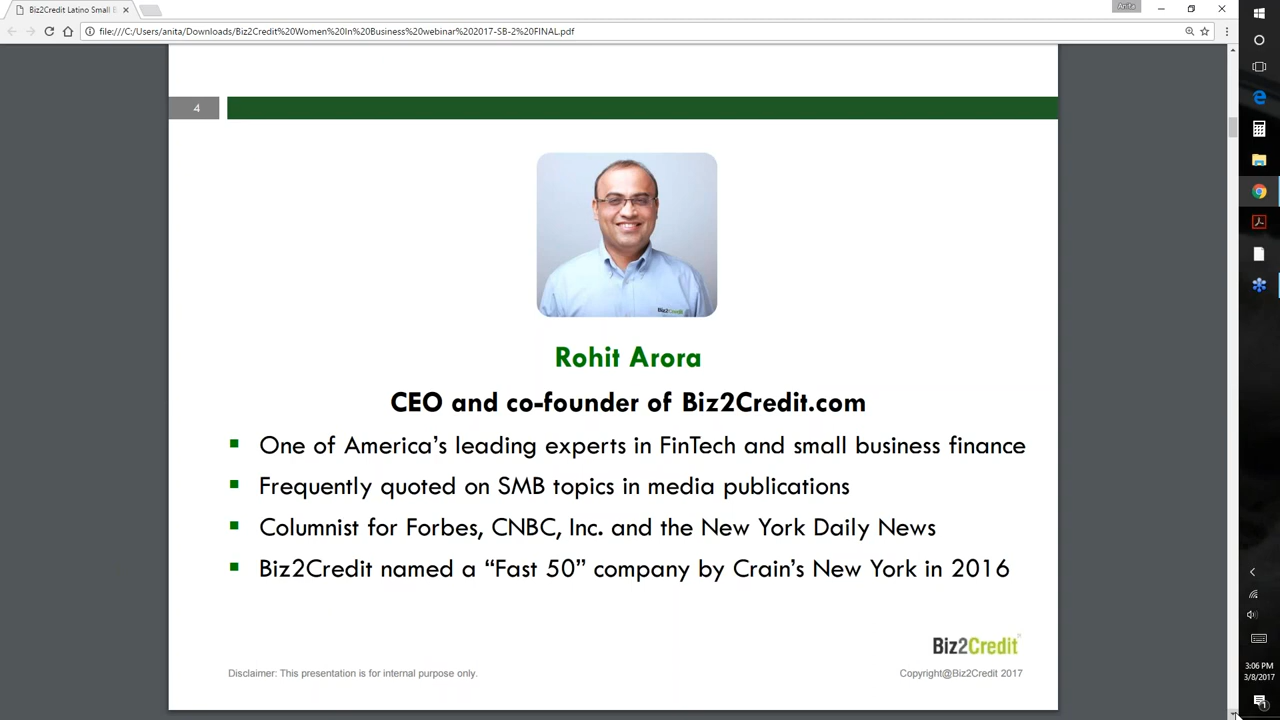 Biz2Credit Latino Small B
Anita
file:///C:/Users/anita/Downloads/Biz2Credit%20Women%20In%20Business%20webinar%202017-SB-2%20FINAL.pdf
4
Biz2Credit
Rohit Arora
CEO and co-founder of Biz2Credit.com
One of America's leading experts in FinTech and small business finance
Frequently quoted on SMB topics in media publications
Columnist for Forbes, CNBC, Inc. and the New York Daily News
Biz2Credit named a “Fast 50” company by Crain's New York in 2016
Biz2Credit
Disclaimer: This presentation is for internal purpose only.
Copyright@Biz2Credit 2017
3:06 PM
3/8/2017
1